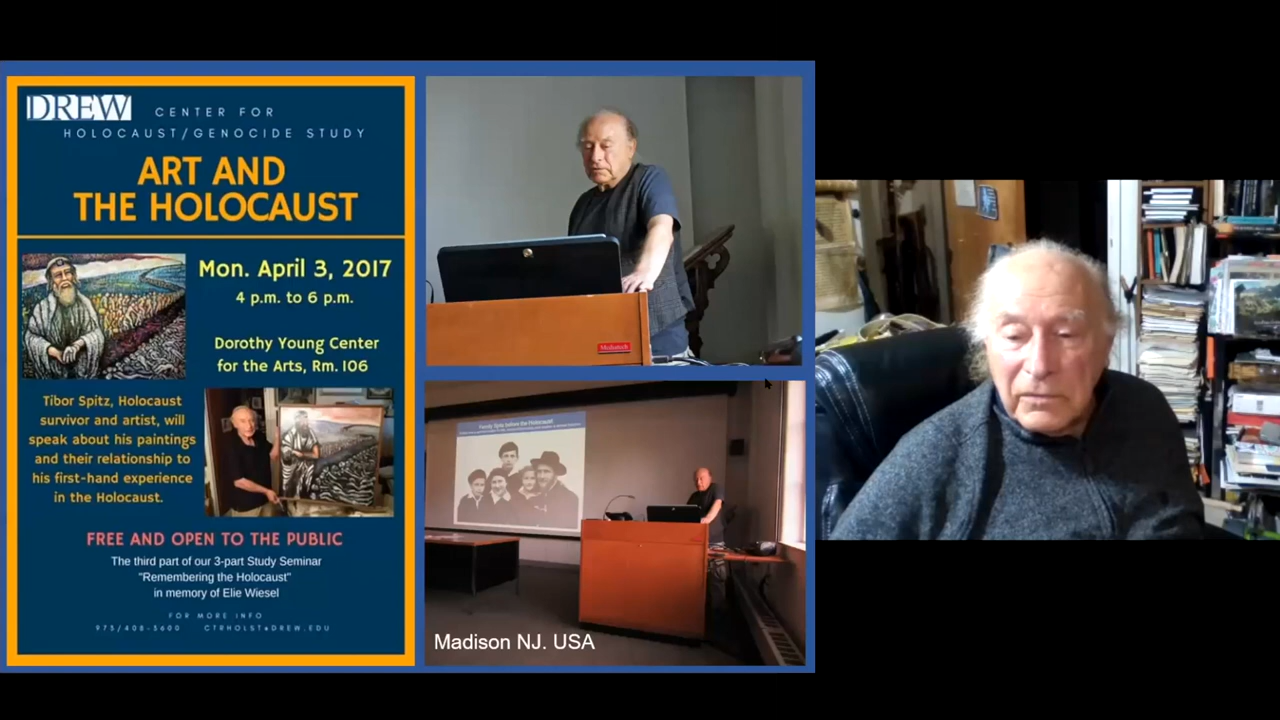 DREW CENTER FOR
HOLOCAUST/GENOCIDE STUDY
ART AND
THE HOLOCAUST
Mon. April 3, 2017
4 p.m. to 6 p.m.
Dorothy Young Center
for the Arts, Rm. 106
Tibor Spitz, Holocaust
survivor and artist, will
speak about his paintings
and their relationship to
his first-hand experience
in the Holocaust.
FREE AND OPEN TO THE PUBLIC
The third part of our 3-part Study Seminar
"Remembering the Holocaust"
in memory of Elie Wiesel
FOR MORE INFO
973/408-3600 CTRHOLST@DREW.EDU
Mediatech
Family Spitz before the Holocaust
Madison NJ. USA